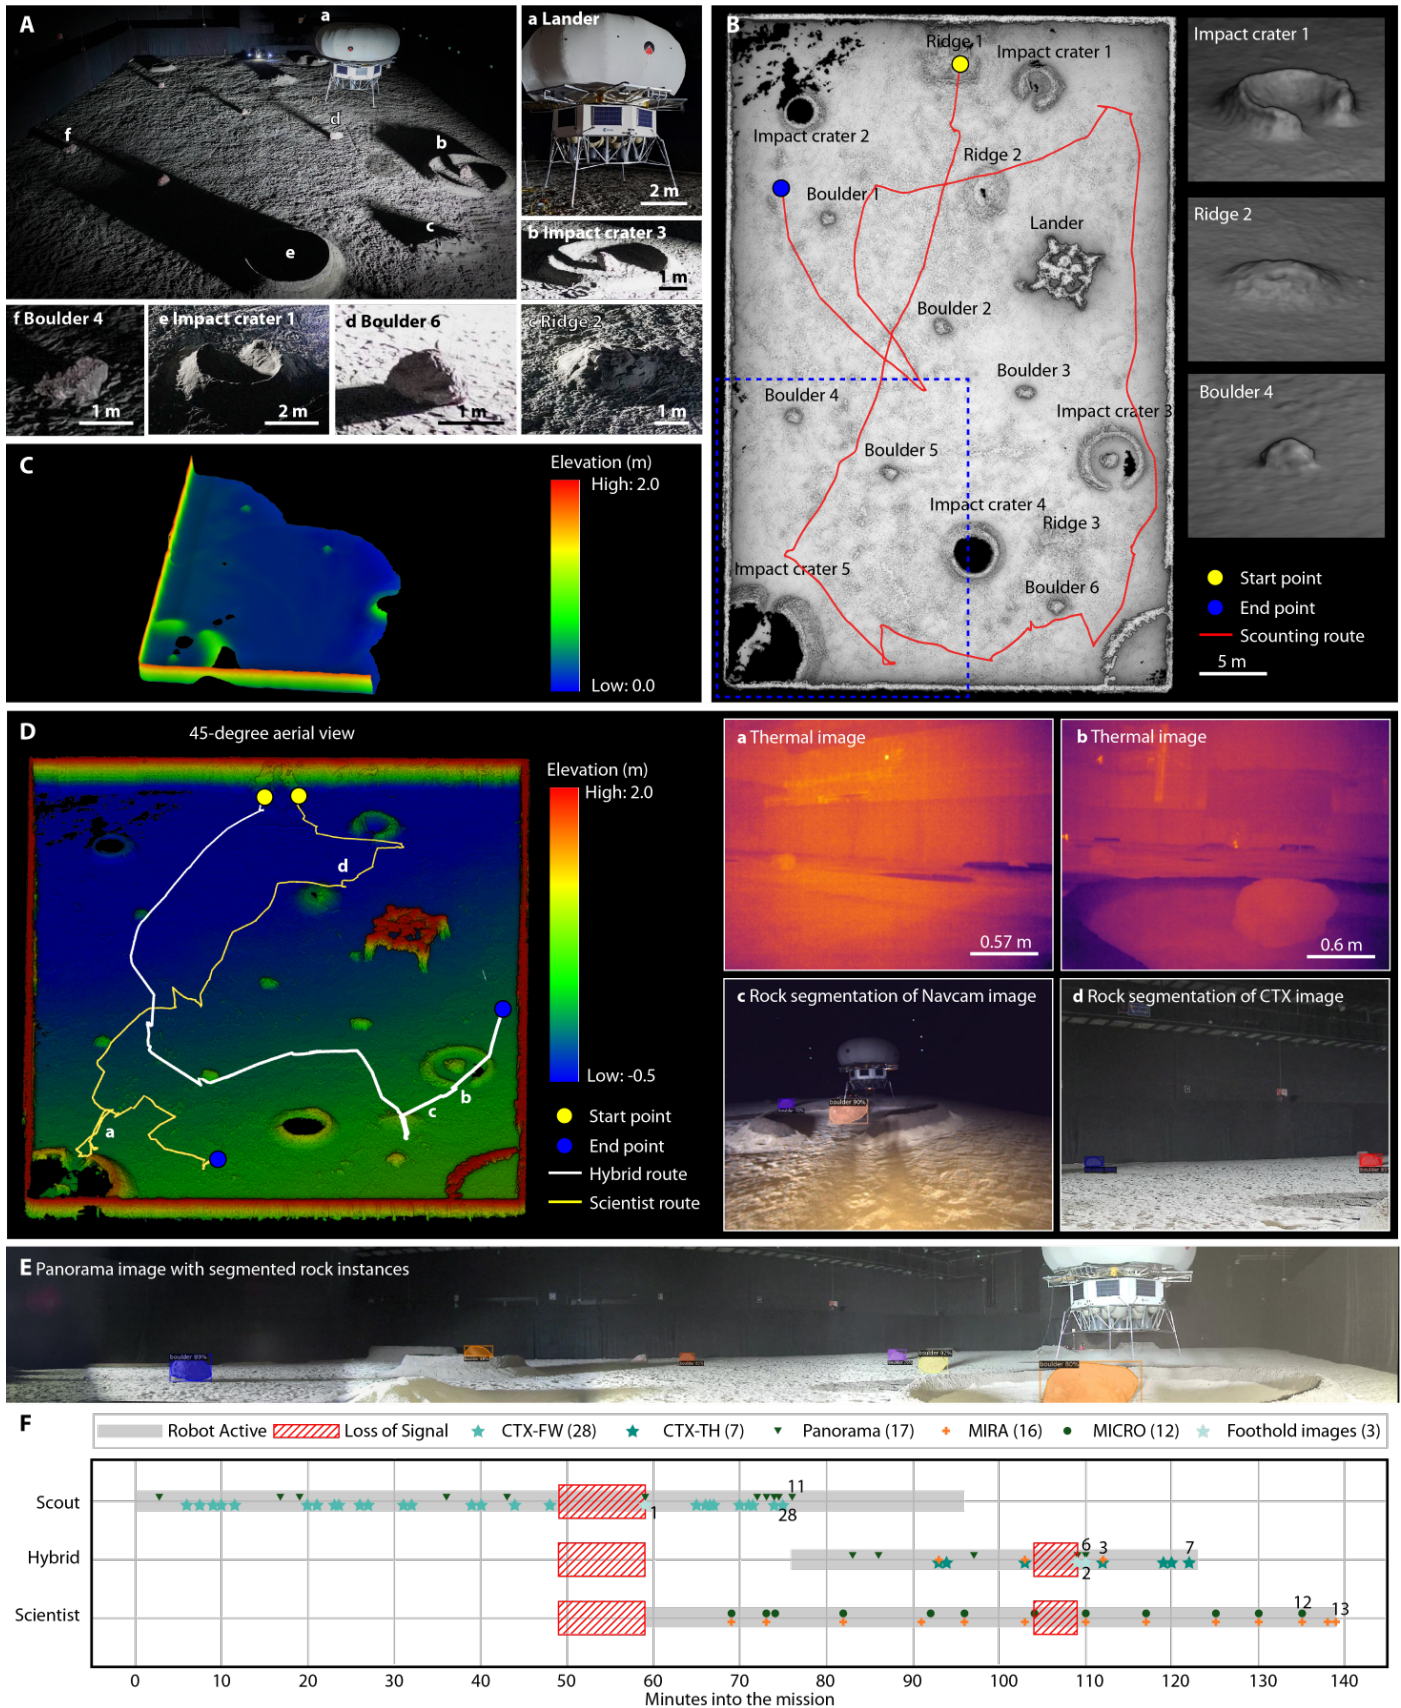 A
a
d
f
b
c
e
a Lander
2 m
b Impact crater 3
1 m
f Boulder 4
1 m
e Impact crater 1
2 m
d Boulder 6
1 m
c Ridge 2
1 m
B
Ridge 1
Impact crater 1
Impact crater 2
Ridge 2
Boulder 1
Lander
Boulder 2
Boulder 3
Boulder 4
Impact crater 3
Boulder 5
Impact crater 4
Ridge 3
Impact crater 5
Boulder 6
Impact crater 1
Ridge 2
Boulder 4
Start point
End point
Scounting route
5 m
C
Elevation (m)
High: 2.0
Low: 0.0
D
45-degree aerial view
d
b
c
a
Elevation (m)
High: 2.0
Low: -0.5
Start point
End point
Hybrid route
Scientist route
a Thermal image
0.57 m
b Thermal image
0.6 m
c Rock segmentation of Navcam image
boulder 90%
d Rock segmentation of CTX image
E Panorama image with segmented rock instances
boulder 89%
boulder 92%
boulder 80%
F
Robot Active
Loss of Signal
CTX-FW (28)
CTX-TH (7)
Panorama (17)
MIRA (16)
MICRO (12)
Foothold images (3)
Scout
11
1
28
Hybrid
6
3
7
2
Scientist
12
13
0 10 20 30 40 50 60 70 80 90 100 110 120 130 140
Minutes into the mission